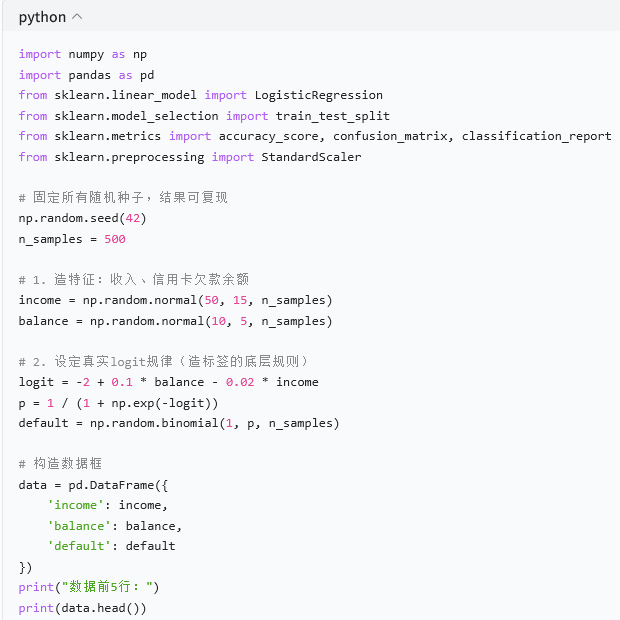 python
import numpy as np
import pandas as pd
from sklearn.linear_model import LogisticRegression
from sklearn.model_selection import train_test_split
from sklearn.metrics import accuracy_score, confusion_matrix, classification_report
from sklearn.preprocessing import StandardScaler
# 固定所有随机种子，结果可复现
np.random.seed(42)
n_samples = 500
# 1. 造特征：收入、信用卡欠款余额
income = np.random.normal(50, 15, n_samples)
balance = np.random.normal(10, 5, n_samples)
# 2. 设定真实logit规律（造标签的底层规则）
logit = -2 + 0.1 * balance - 0.02 * income
p = 1 / (1 + np.exp(-logit))
default = np.random.binomial(1, p, n_samples)
# 构造数据框
data = pd.DataFrame({
    'income': income,
    'balance': balance,
    'default': default
})
print("数据前5行：")
print(data.head())